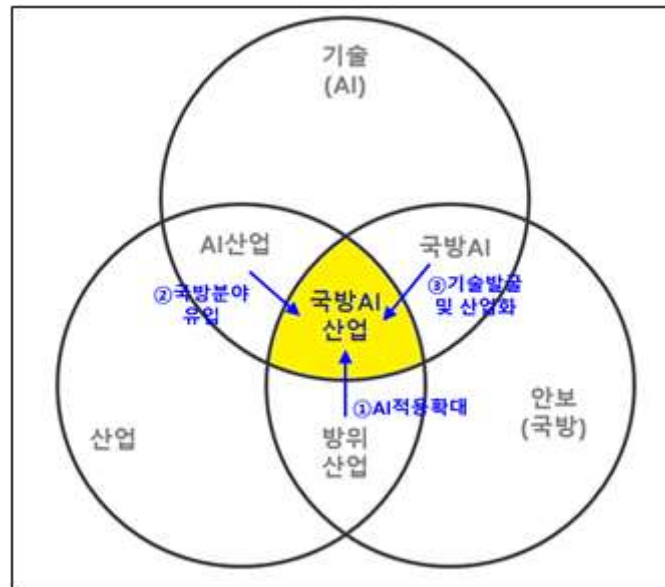 기술
(AI)
AI산업
국방AI
②국방분야
유입
국방AI
산업
③기술발굴
및 산업화
①AI적용확대
산업
방위
산업
안보
(국방)